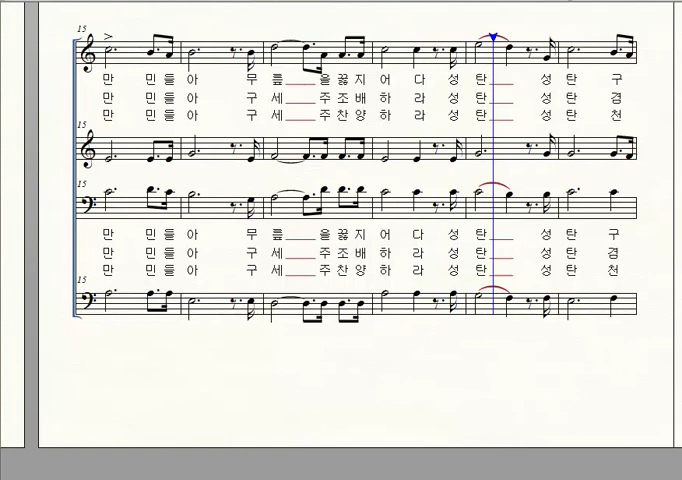 15
만 민 들 아 무 릎 을 꿇 지 어 다 성 탄 성 탄 구
만 민 들 아 구 세 주 조 배 하 라 성 탄 성 탄 겸
만 민 들 아 구 세 주 찬 양 하 라 성 탄 성 탄 천
15
15
만 민 들 아 무 릎 을 꿇 지 어 다 성 탄 성 탄 구
만 민 들 아 구 세 주 조 배 하 라 성 탄 성 탄 겸
만 민 들 아 구 세 주 찬 양 하 라 성 탄 성 탄 천
15